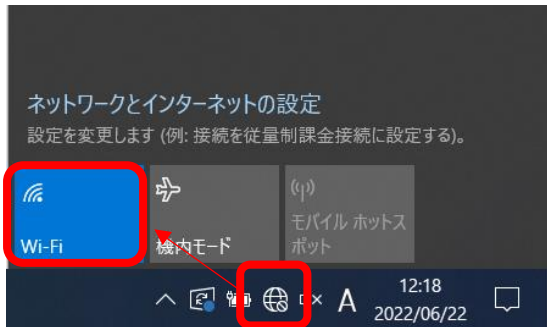 ネットワークとインターネットの設定
設定を変更します (例: 接続を従量制課金接続に設定する)。
Wi-Fi
機内モード
モバイル ホットス
ポット
A
12:18
2022/06/22